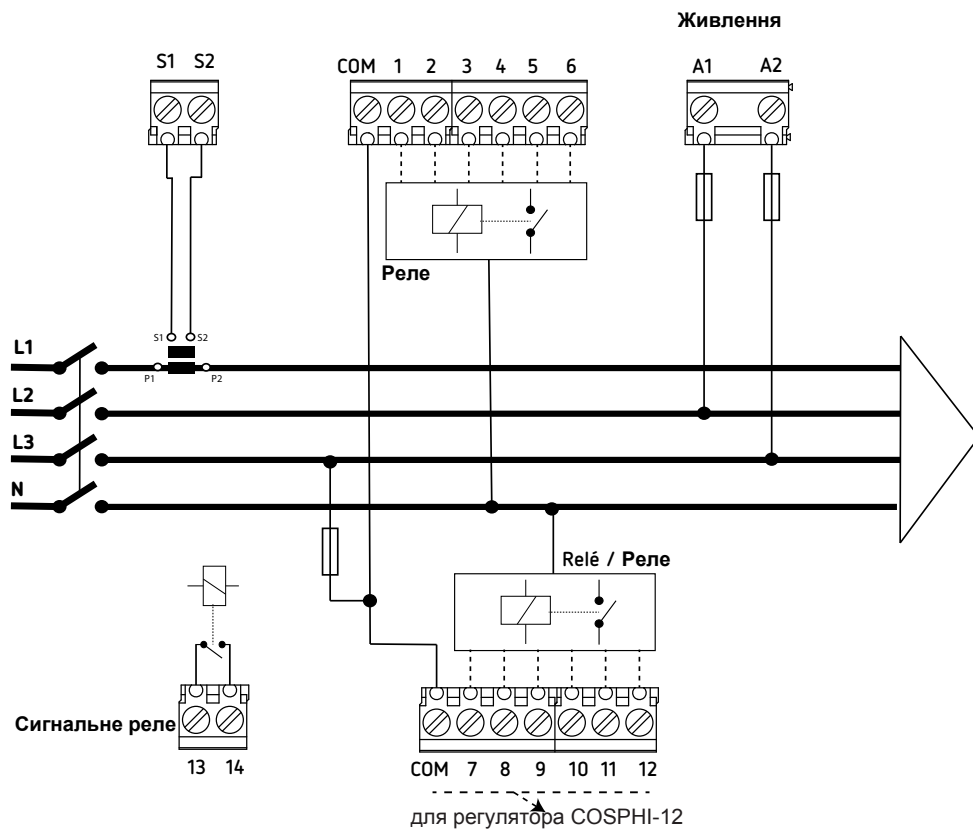 Живлення
S1 S2
COM 1 2 3 4 5 6
A1 A2
Реле
S1 S2
L1
P1 P2
L2
L3
N
Relé / Реле
Сигнальне реле
13 14
COM 7 8 9 10 11 12
для регулятора COSPHI-12